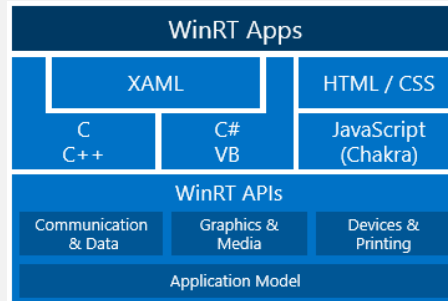 WinRT Apps
XAML
HTML / CSS
C
C++
C#
VB
JavaScript
(Chakra)
WinRT APIs
Communication
& Data
Graphics &
Media
Devices &
Printing
Application Model